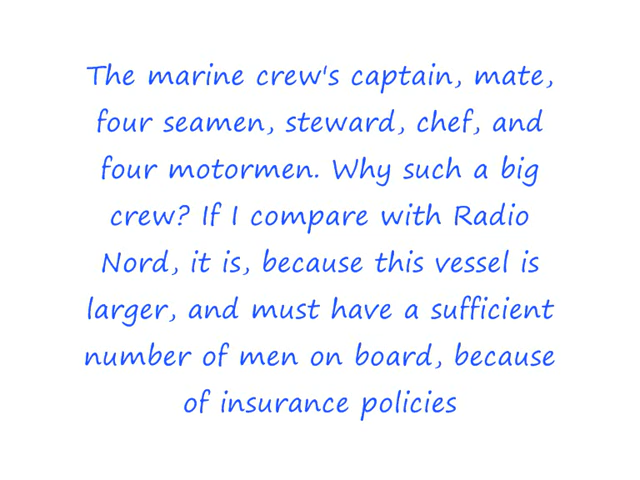 The marine crew's captain, mate,
four seamen, steward, chef, and
four motormen. Why such a big
crew? If I compare with Radio
Nord, it is, because this vessel is
larger, and must have a sufficient
number of men on board, because
of insurance policies